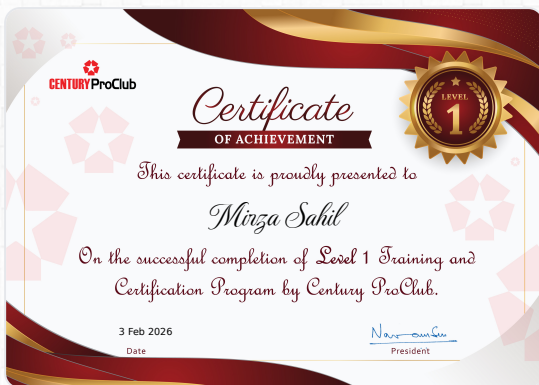 CENTURY ProClub
Certificate
OF ACHIEVEMENT
LEVEL
1
This certificate is proudly presented to
Mirza Sahil
On the successful completion of Level 1 Training and
Certification Program by Century ProClub.
3 Feb 2026
Date
President